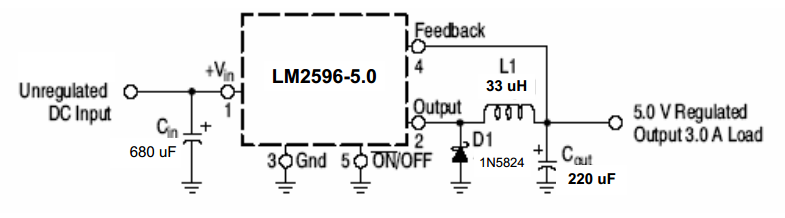 Feedback
4
+Vin
LM2596-5.0
L1
33 uH
Unregulated
DC Input
1
Output
2
5.0 V Regulated
Output 3.0 A Load
Cin
+
680 uF
D1
1N5824
+
Cout
220 uF
3 Gnd
5 O̅N̅/OFF